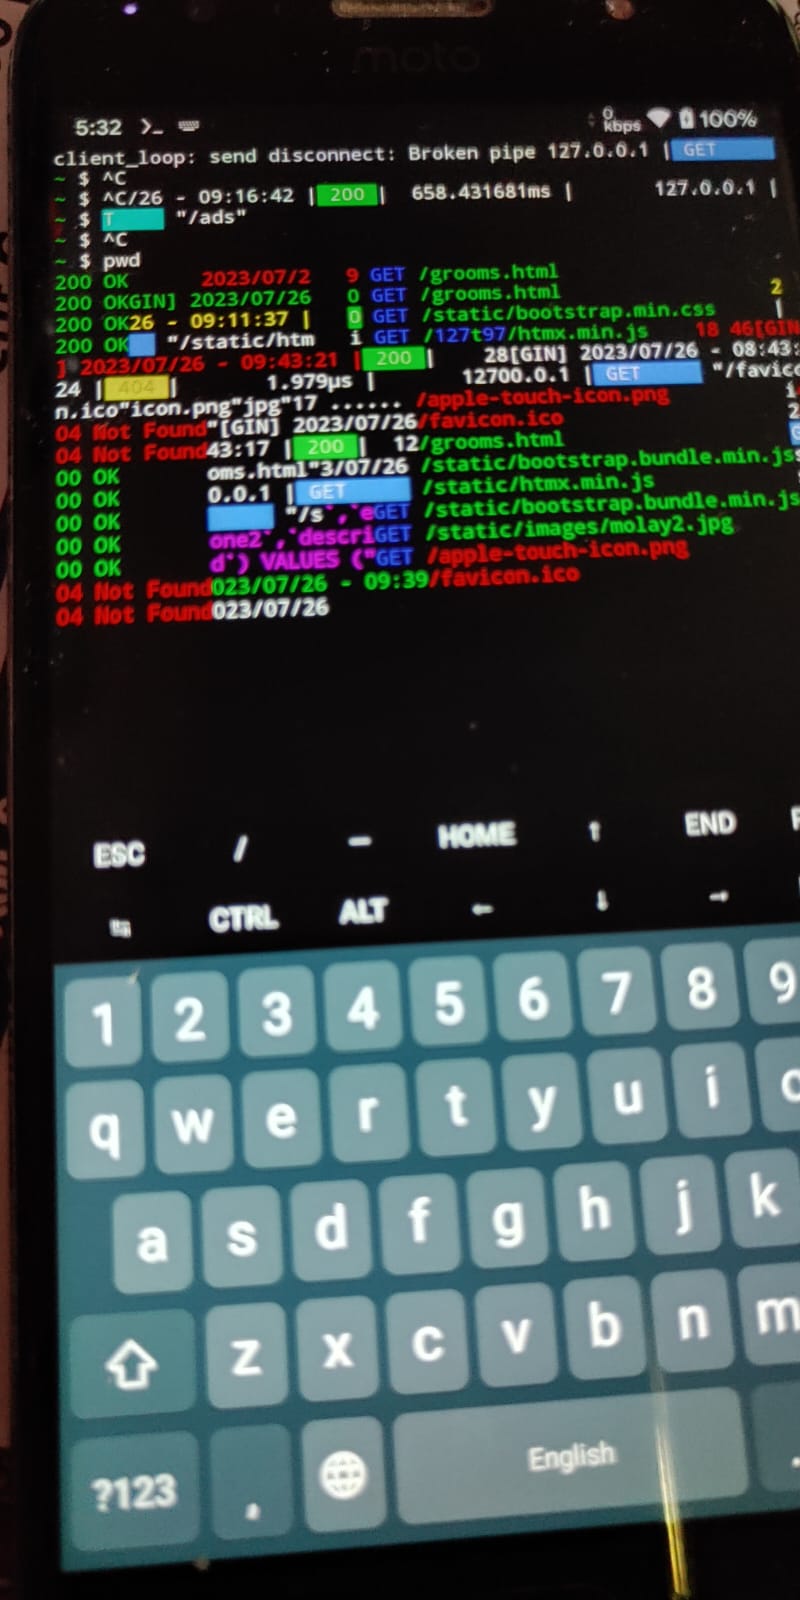 moto
5:32 >_ 0 kbps 100%
client_loop: send disconnect: Broken pipe 127.0.0.1 | GET
~ $ ^C
~ $ ^C/26 - 09:16:42 | 200 | 658.431681ms | 127.0.0.1 |
~ $ T "/ads"
~ $ ^C
~ $ pwd
200 OK 2023/07/2 9 GET /grooms.html
200 OKGIN] 2023/07/26 0 GET /grooms.html 2
200 OK26 - 09:11:37 | 0 GET /static/bootstrap.min.css |
200 OK "/static/htm i GET /127t97/htmx.min.js 18 46[GIN
] 2023/07/26 - 09:43:21 | 200 | 28[GIN] 2023/07/26 - 08:43:
24 | 404 | 1.979µs | 12700.0.1 | GET "/favic
n.ico"icon.png"jpg"17 ...... /apple-touch-icon.png i
04 Not Found"[GIN] 2023/07/26/favicon.ico 2
04 Not Found43:17 | 200 | 12/grooms.html
00 OK oms.html"3/07/26 /static/bootstrap.bundle.min.jss
00 OK 0.0.1 | GET /static/htmx.min.js
00 OK "/s`,`eGET /static/bootstrap.bundle.min.js
00 OK one2`,`descriGET /static/images/molay2.jpg
00 OK d`) VALUES ("GET /apple-touch-icon.png
04 Not Found023/07/26 - 09:39/favicon.ico
04 Not Found023/07/26
ESC / — HOME ↑ END
CTRL ALT ← ↓ →
1 2 3 4 5 6 7 8 9
q w e r t y u i o
a s d f g h j k
z x c v b n m
?123 , English .